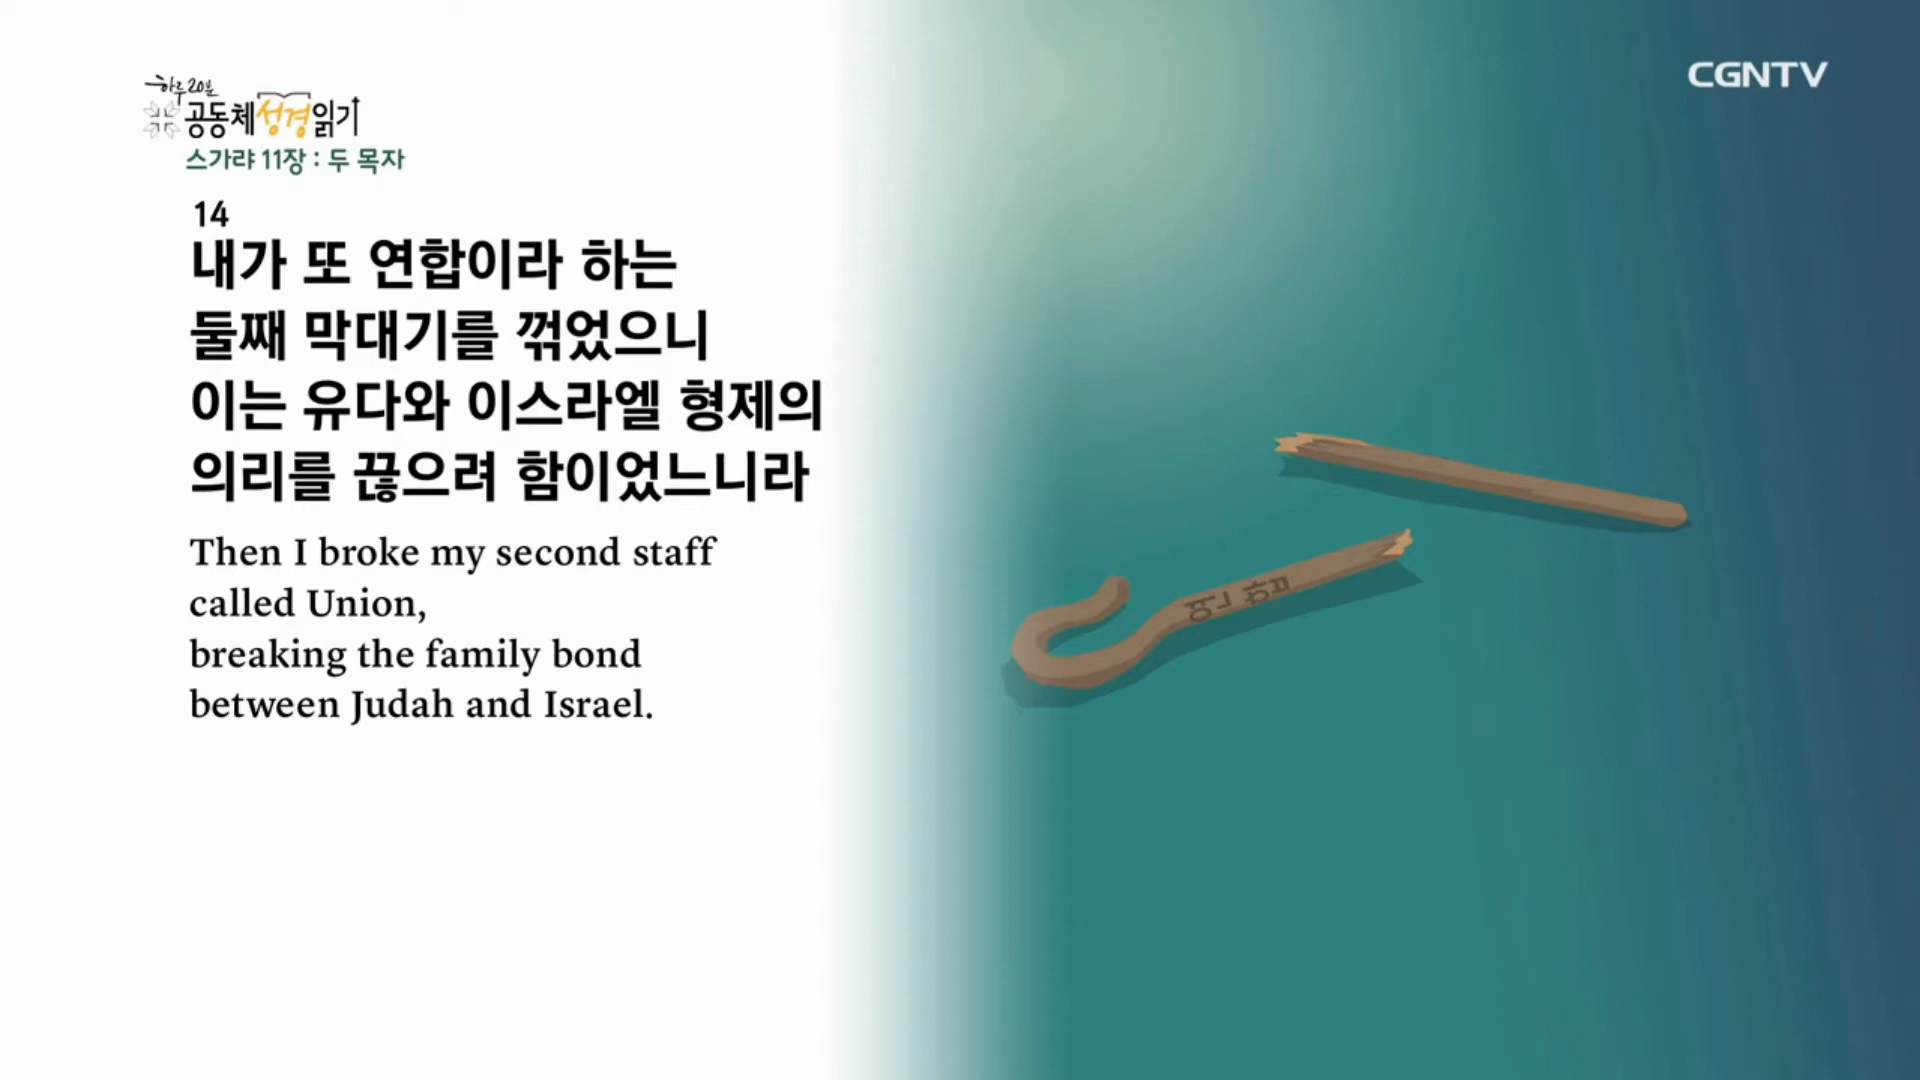 하루 20분
공동체성경읽기
스가랴 11장 : 두 목자
CGNTV
14
내가 또 연합이라 하는
둘째 막대기를 꺾었으니
이는 유다와 이스라엘 형제의
의리를 끊으려 함이었느니라
Then I broke my second staff
called Union,
breaking the family bond
between Judah and Israel.
연합